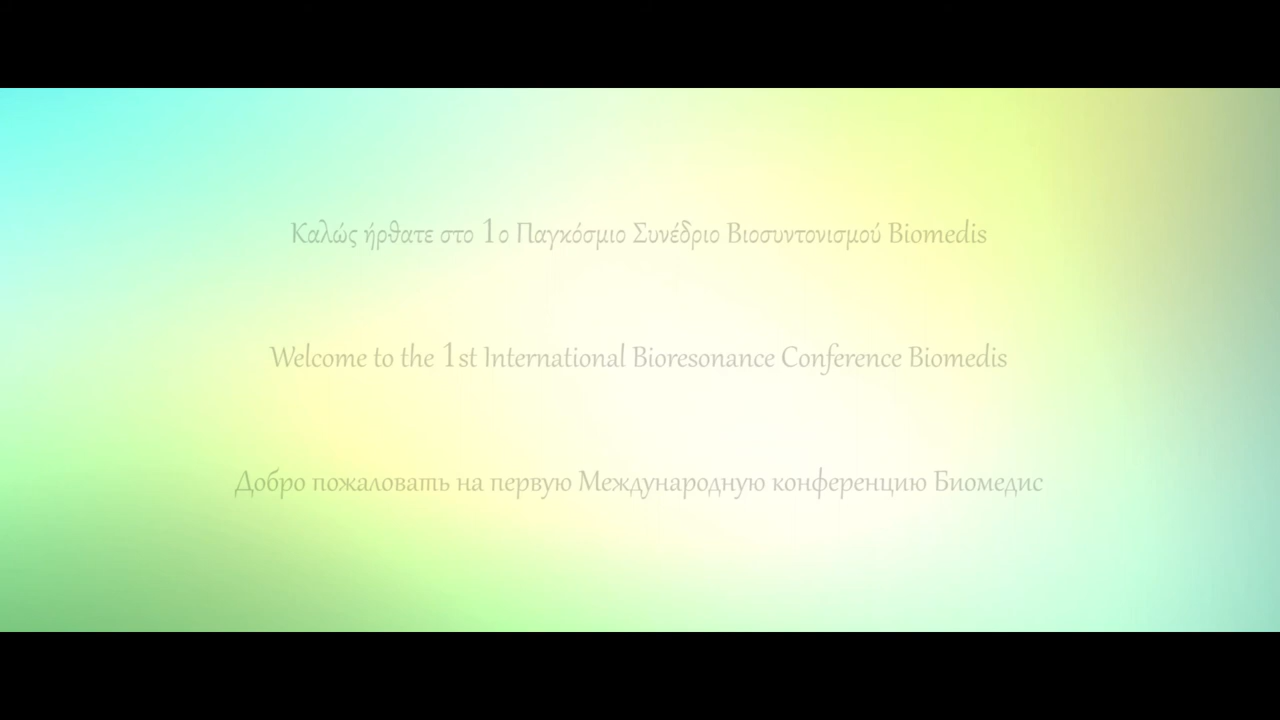 Καλώς ήρθατε στο 1ο Παγκόσμιο Συνέδριο Βιοσυντονισμού Biomedis
Welcome to the 1st International Bioresonance Conference Biomedis
Добро пожаловать на первую Международную конференцию Биомедис